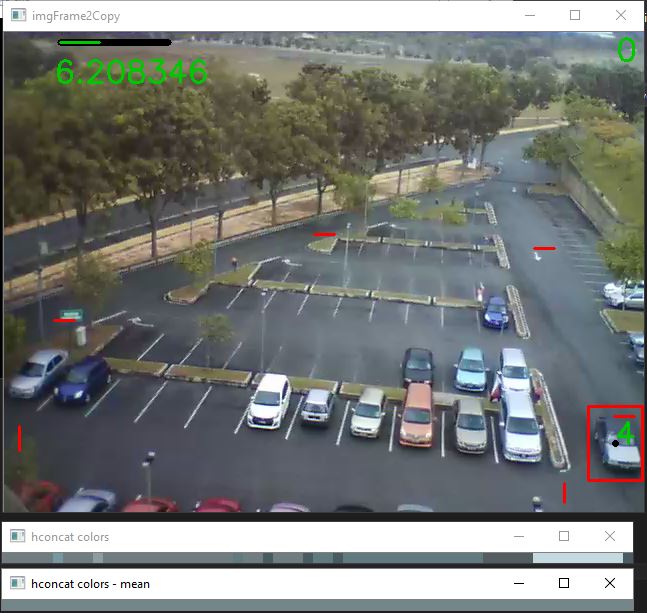 imgFrame2Copy
0
6.208346
4
hconcat colors
hconcat colors - mean